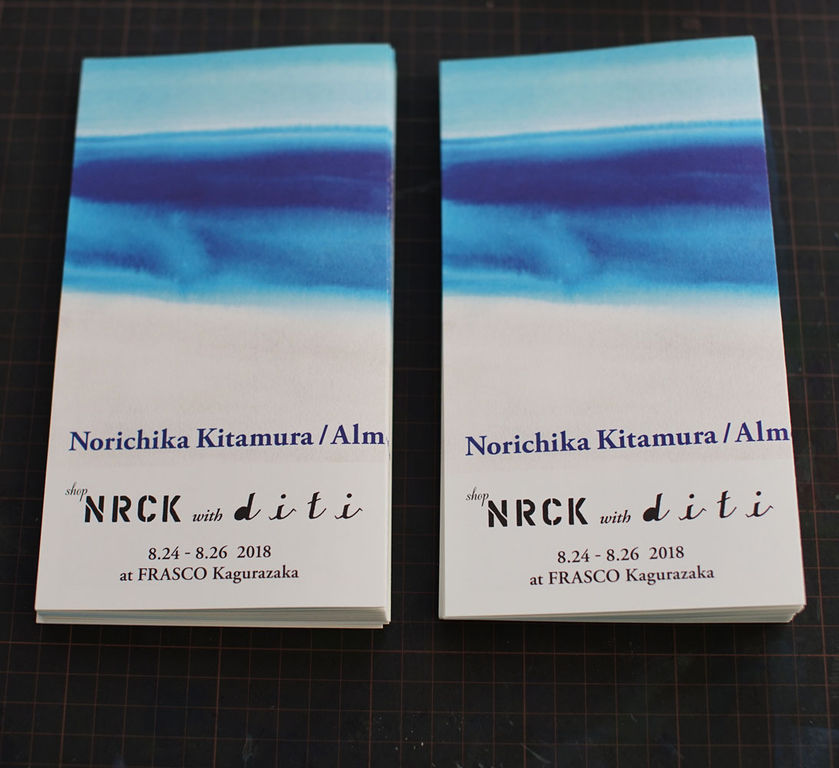 Norichika Kitamura / Alm
shop NRCK with diti
8.24 - 8.26 2018
at FRASCO Kagurazaka
Norichika Kitamura / Alm
shop NRCK with diti
8.24 - 8.26 2018
at FRASCO Kagurazaka